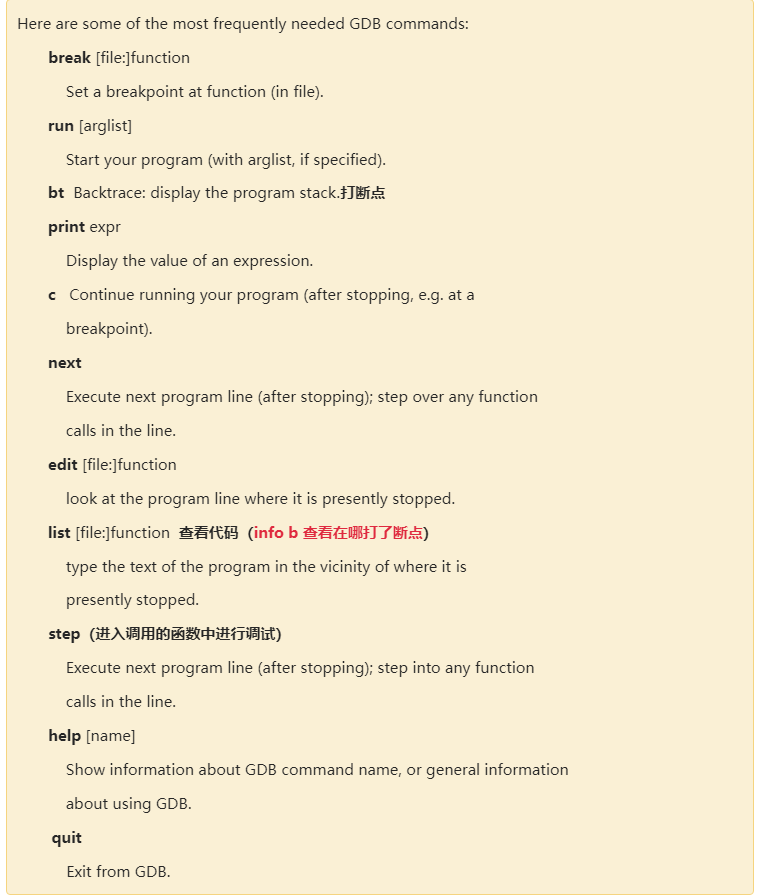 Here are some of the most frequently needed GDB commands:
break [file:]function
Set a breakpoint at function (in file).
run [arglist]
Start your program (with arglist, if specified).
bt Backtrace: display the program stack.打断点
print expr
Display the value of an expression.
c Continue running your program (after stopping, e.g. at a
breakpoint).
next
Execute next program line (after stopping); step over any function
calls in the line.
edit [file:]function
look at the program line where it is presently stopped.
list [file:]function 查看代码（info b 查看在哪打了断点）
type the text of the program in the vicinity of where it is
presently stopped.
step（进入调用的函数中进行调试）
Execute next program line (after stopping); step into any function
calls in the line.
help [name]
Show information about GDB command name, or general information
about using GDB.
quit
Exit from GDB.